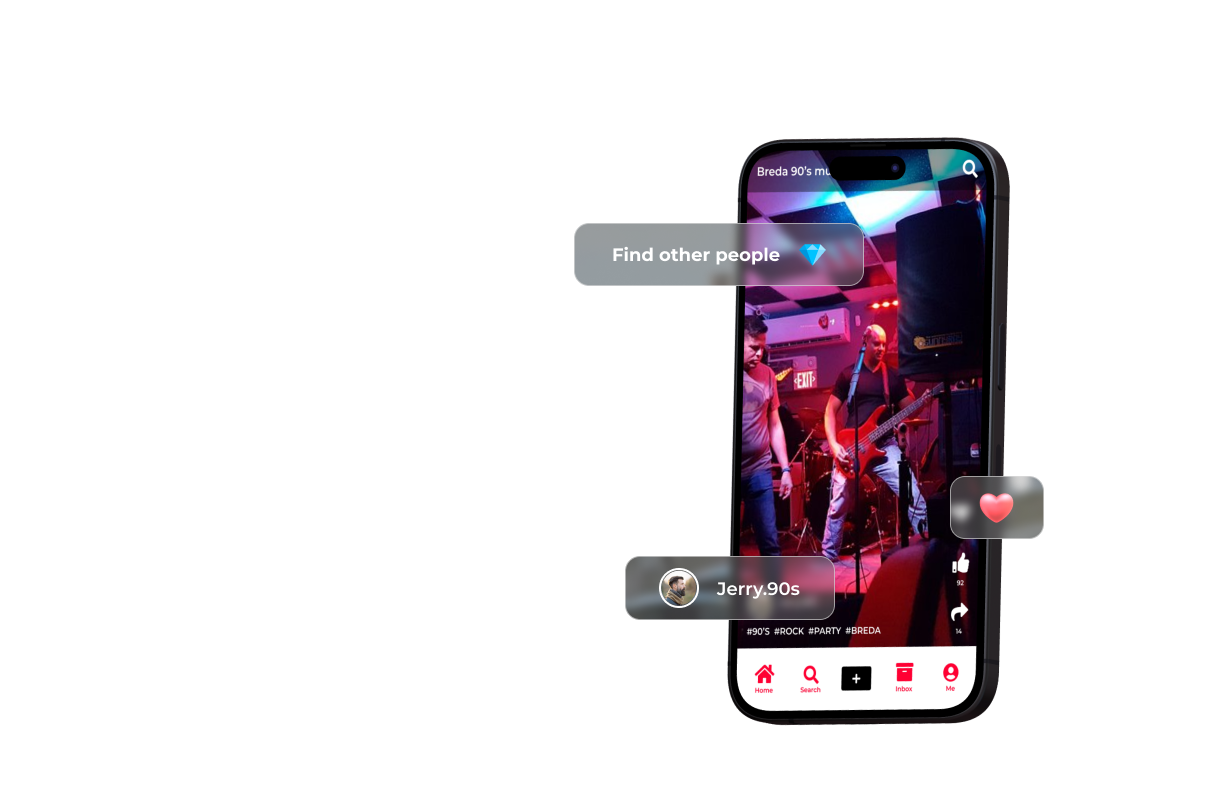 Breda 90's mu
Find other people
EXIT
92
Jerry.90s
14
#90'S #ROCK #PARTY #BREDA
+
Home Search Inbox Me